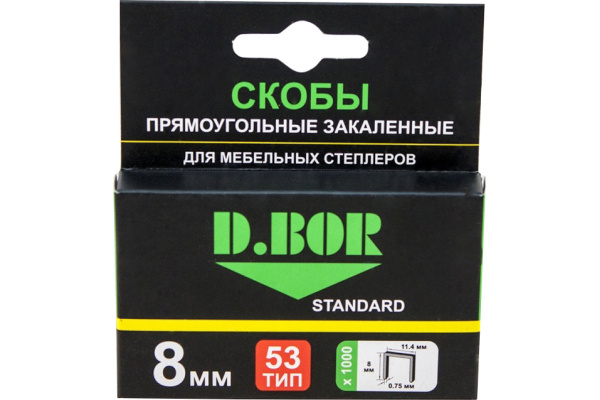 СКОБЫ
ПРЯМОУГОЛЬНЫЕ ЗАКАЛЕННЫЕ
ДЛЯ МЕБЕЛЬНЫХ СТЕПЛЕРОВ
D.BOR
STANDARD
8мм
53
ТИП
x 1000
11.4 мм
8
мм
0.75 мм